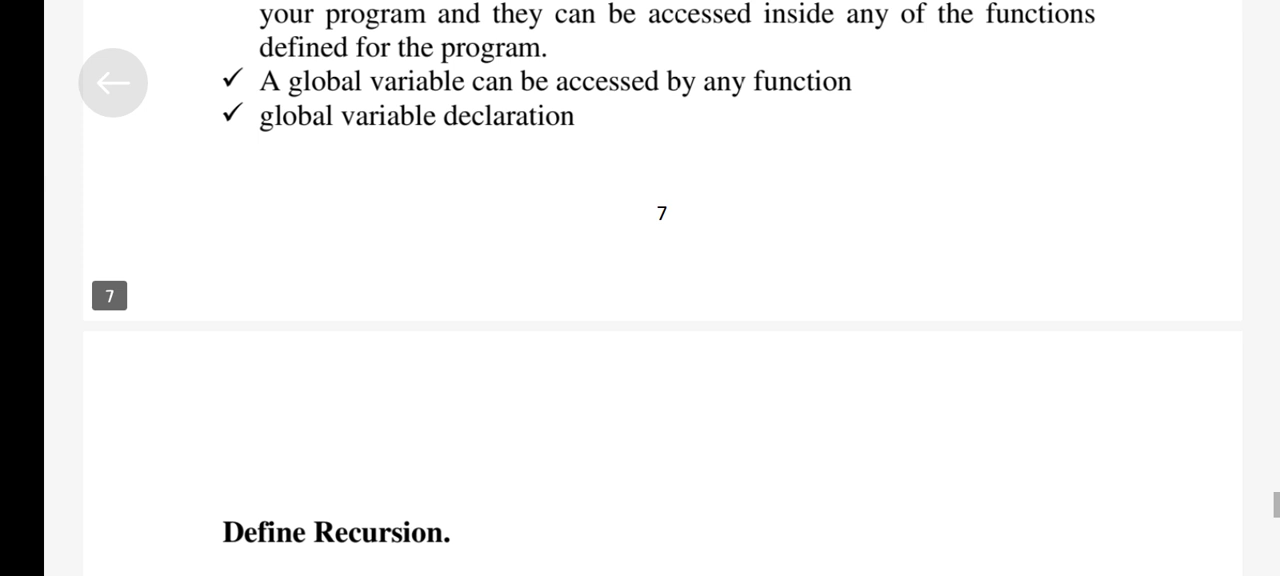 your program and they can be accessed inside any of the functions
defined for the program.
✓ A global variable can be accessed by any function
✓ global variable declaration
7
7
Define Recursion.